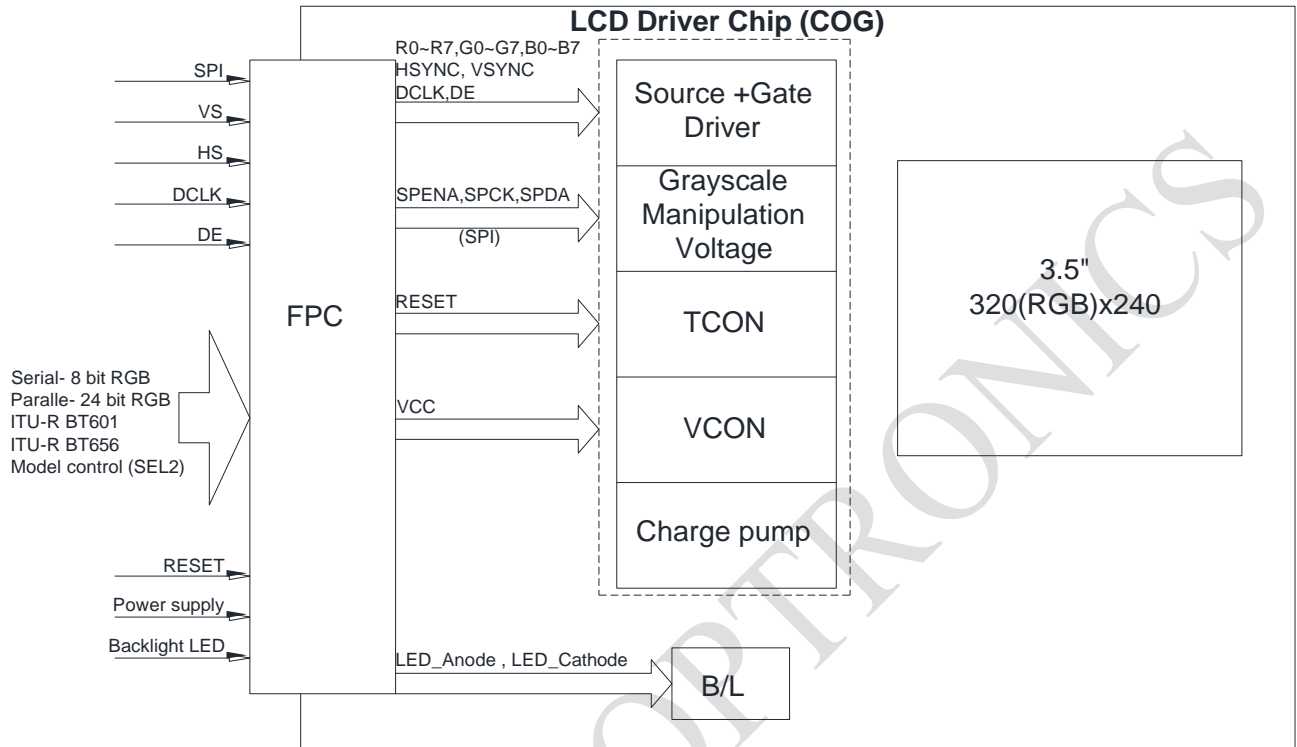 LCD Driver Chip (COG)
SPI
VS
HS
DCLK
DE
Serial- 8 bit RGB
Paralle- 24 bit RGB
ITU-R BT601
ITU-R BT656
Model control (SEL2)
RESET
Power supply
Backlight LED
FPC
R0~R7,G0~G7,B0~B7
HSYNC, VSYNC
DCLK,DE
SPENA,SPCK,SPDA
(SPI)
RESET
VCC
LED_Anode , LED_Cathode
Source +Gate
Driver
Grayscale
Manipulation
Voltage
TCON
VCON
Charge pump
B/L
3.5"
320(RGB)x240
OPTRONICS